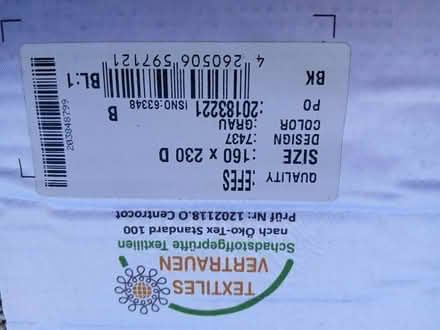 QUALITY :EFES
SIZE :160 x 230 D
DESIGN :7437
COLOR :GRAU
PO :20183221 B
ISNO:63348
BK
BL:1
4 260506 597121
203848799
TEXTILES
VERTRAUEN
Schadstoffgeprüfte Textilien
nach Öko-Tex Standard 100
Prüf Nr: 1202118.O Centrocot